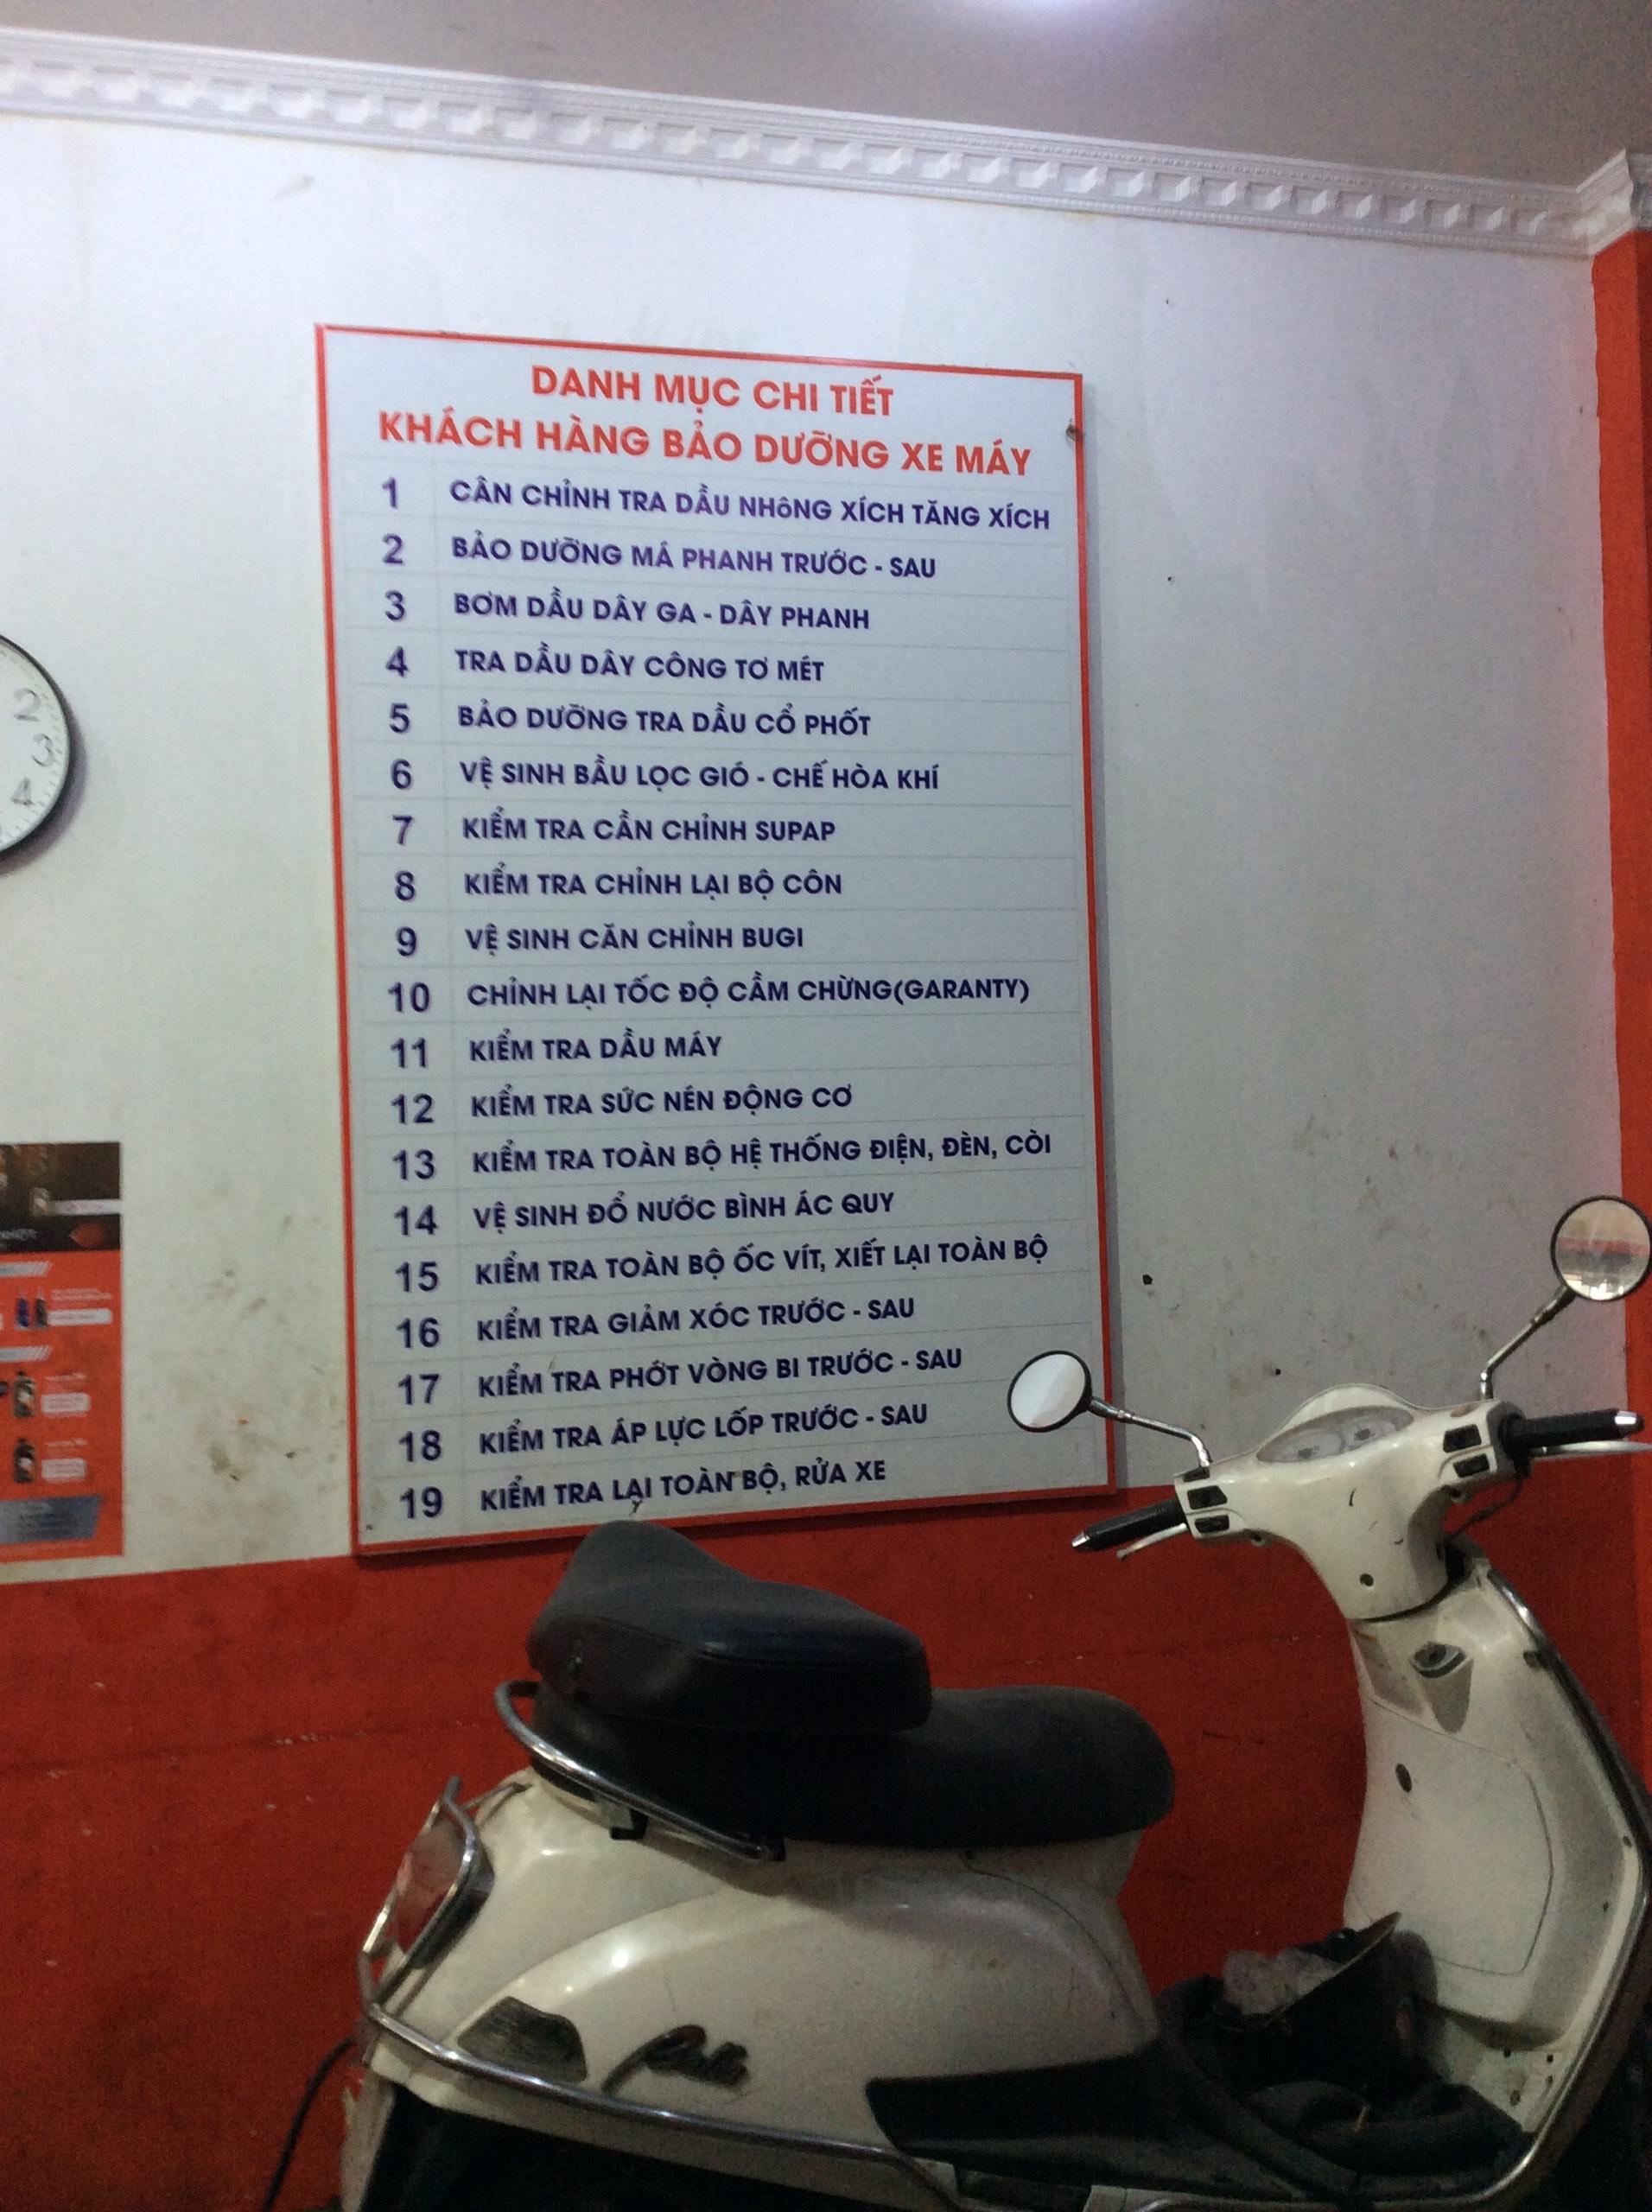 DANH MỤC CHI TIẾT
KHÁCH HÀNG BẢO DƯỠNG XE MÁY
1 CÂN CHỈNH TRA DẦU NHôNG XÍCH TĂNG XÍCH
2 BẢO DƯỠNG MÁ PHANH TRƯỚC - SAU
3 BƠM DẦU DÂY GA - DÂY PHANH
4 TRA DẦU DÂY CÔNG TƠ MÉT
5 BẢO DƯỠNG TRA DẦU CỔ PHỐT
6 VỆ SINH BẦU LỌC GIÓ - CHẾ HÒA KHÍ
7 KIỂM TRA CẦN CHỈNH SUPAP
8 KIỂM TRA CHỈNH LẠI BỘ CÔN
9 VỆ SINH CĂN CHỈNH BUGI
10 CHỈNH LẠI TỐC ĐỘ CẦM CHỪNG(GARANTY)
11 KIỂM TRA DẦU MÁY
12 KIỂM TRA SỨC NÉN ĐỘNG CƠ
13 KIỂM TRA TOÀN BỘ HỆ THỐNG ĐIỆN, ĐÈN, CÒI
14 VỆ SINH ĐỔ NƯỚC BÌNH ÁC QUY
15 KIỂM TRA TOÀN BỘ ỐC VÍT, XIẾT LẠI TOÀN BỘ
16 KIỂM TRA GIẢM XÓC TRƯỚC - SAU
17 KIỂM TRA PHỚT VÒNG BI TRƯỚC - SAU
18 KIỂM TRA ÁP LỰC LỐP TRƯỚC - SAU
19 KIỂM TRA LẠI TOÀN BỘ, RỬA XE
2
3
4